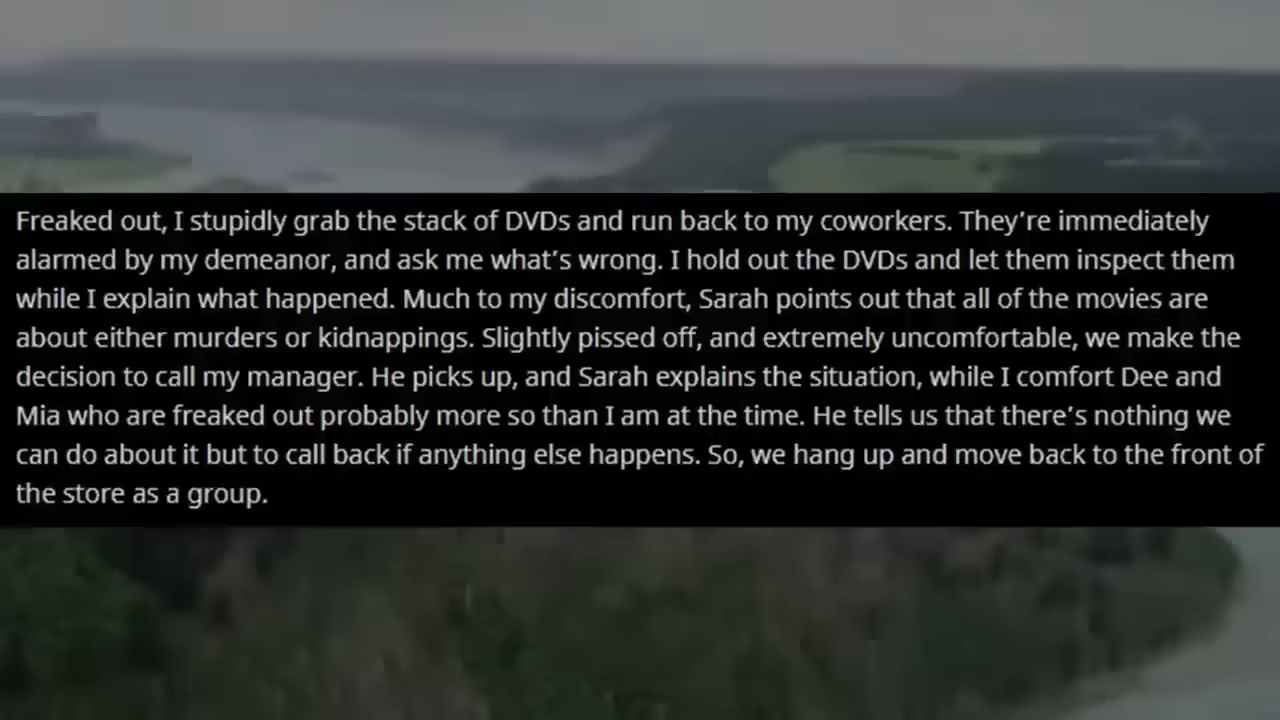 Freaked out, I stupidly grab the stack of DVDs and run back to my coworkers. They’re immediately
alarmed by my demeanor, and ask me what’s wrong. I hold out the DVDs and let them inspect them
while I explain what happened. Much to my discomfort, Sarah points out that all of the movies are
about either murders or kidnappings. Slightly pissed off, and extremely uncomfortable, we make the
decision to call my manager. He picks up, and Sarah explains the situation, while I comfort Dee and
Mia who are freaked out probably more so than I am at the time. He tells us that there’s nothing we
can do about it but to call back if anything else happens. So, we hang up and move back to the front of
the store as a group.